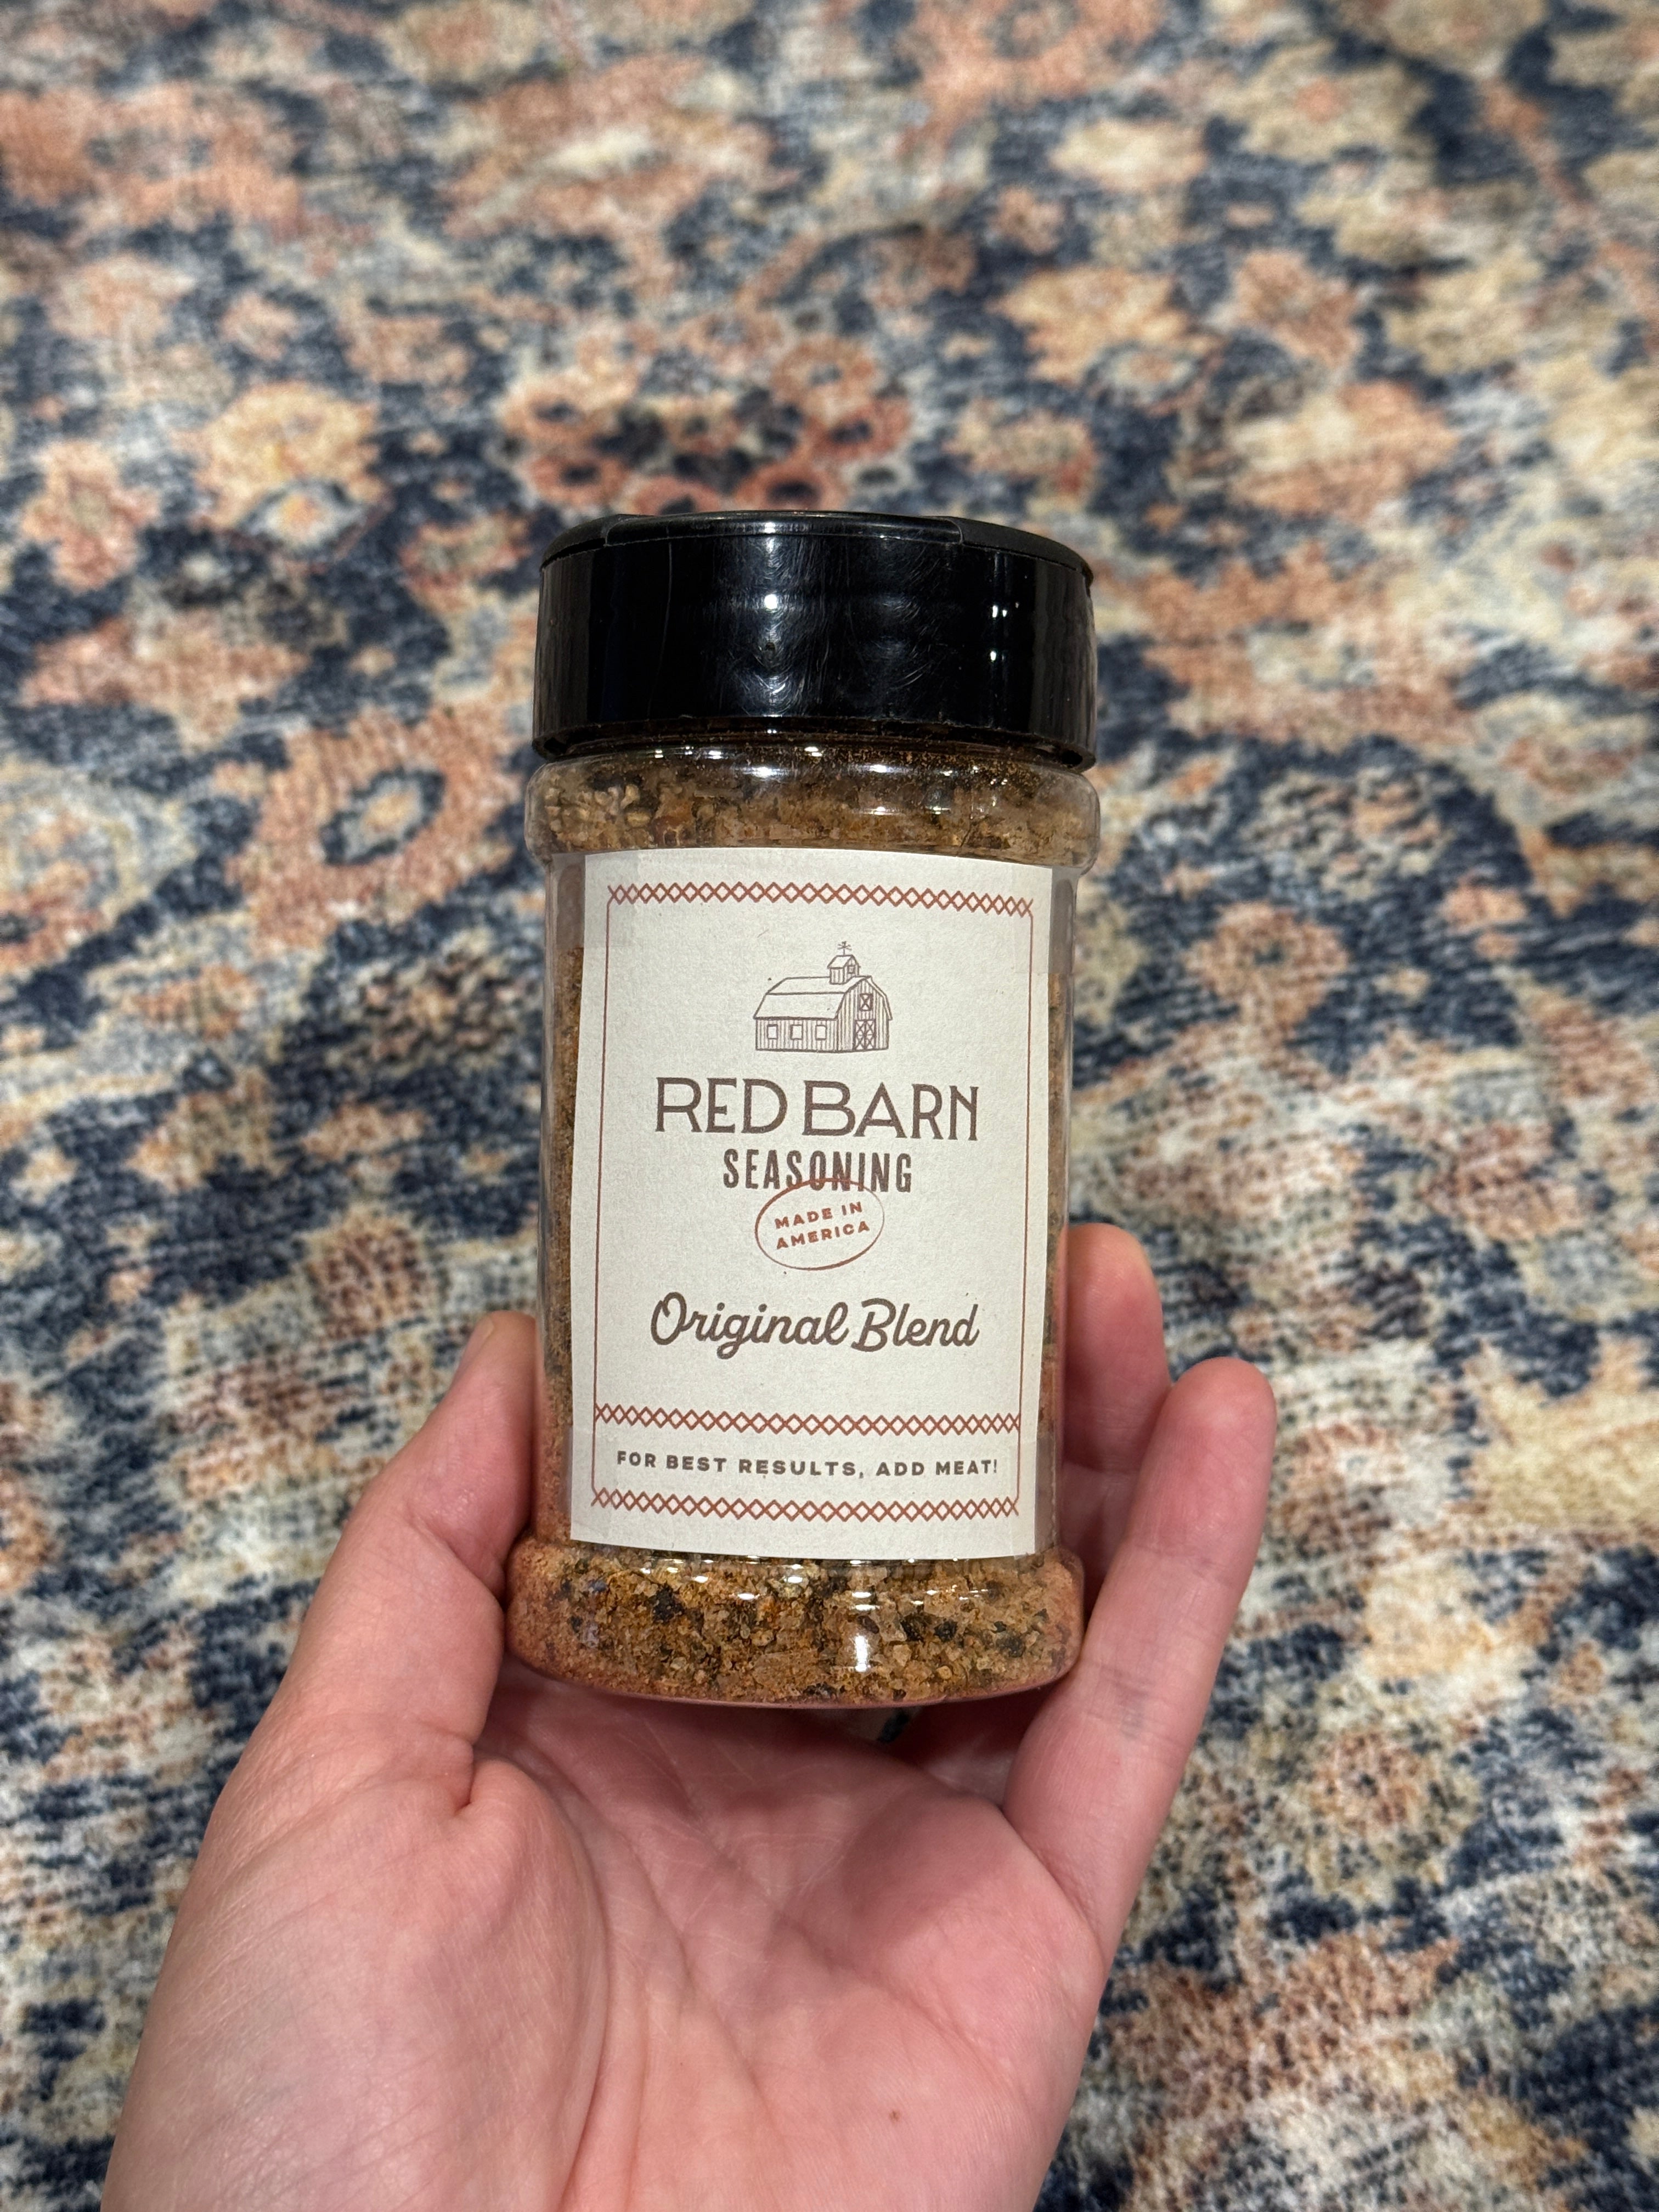 RED BARN
SEASONING
MADE IN
AMERICA
Original Blend
FOR BEST RESULTS, ADD MEAT!